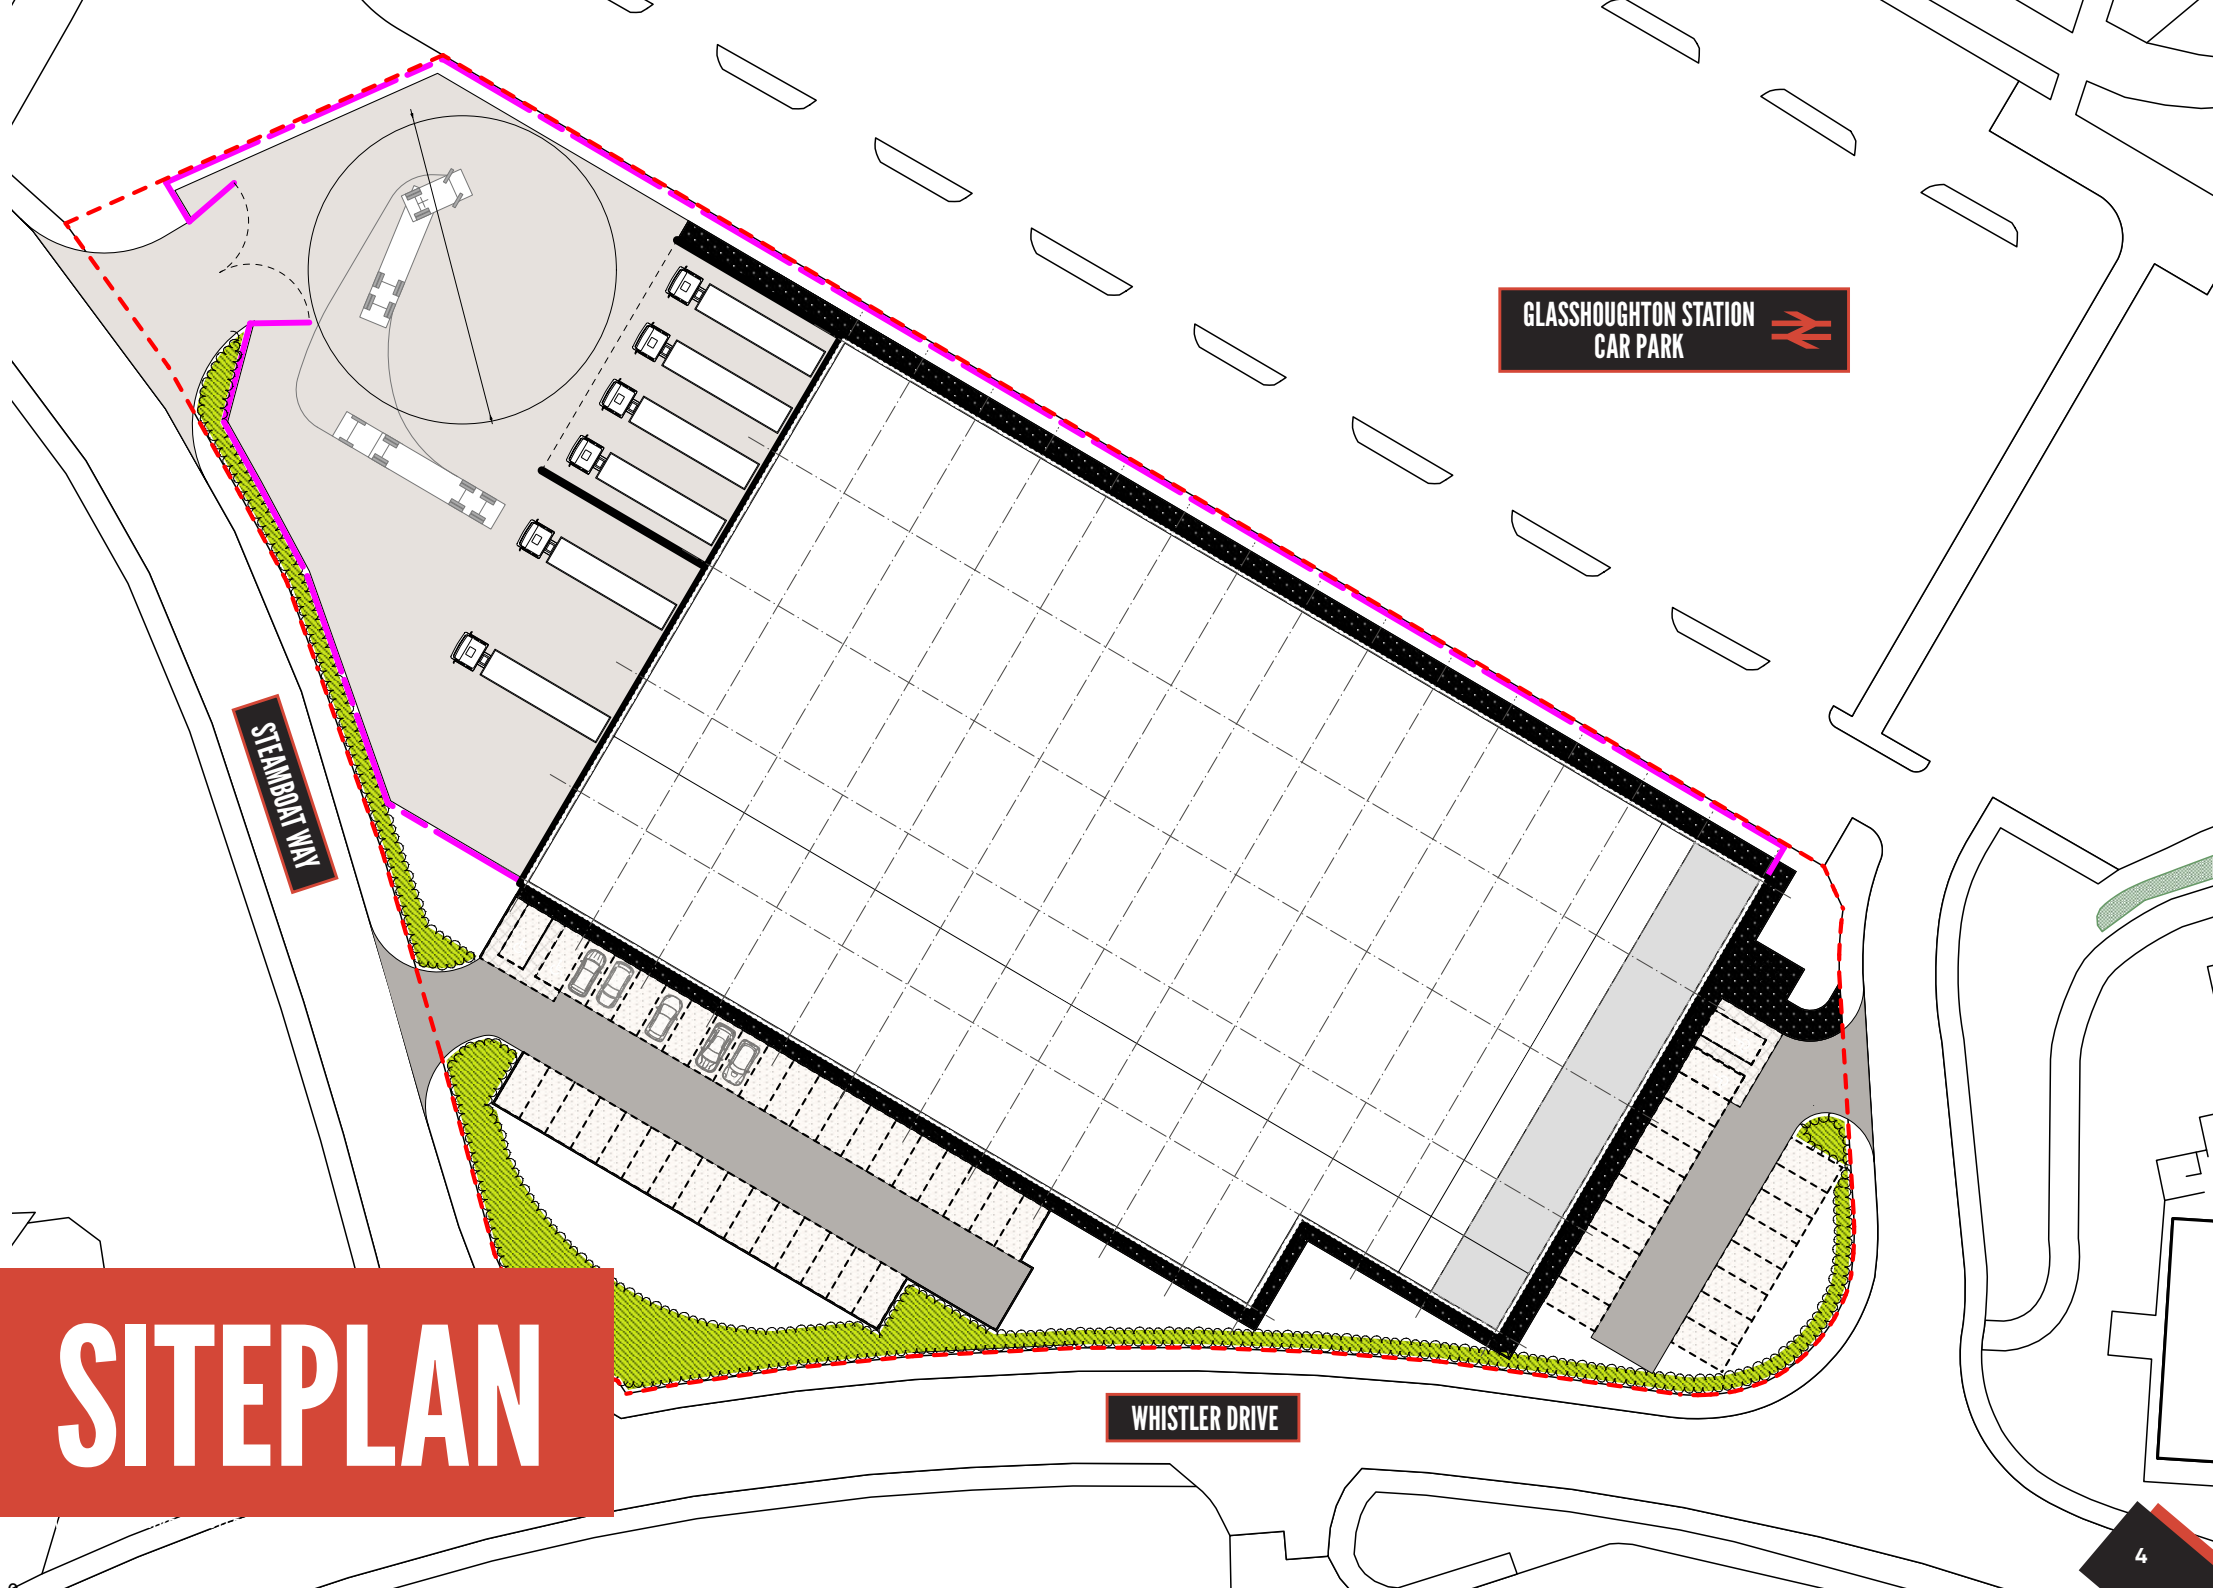 GLASSHOUGHTON STATION
CAR PARK
STEAMBOAT WAY
WHISTLER DRIVE
SITEPLAN
4